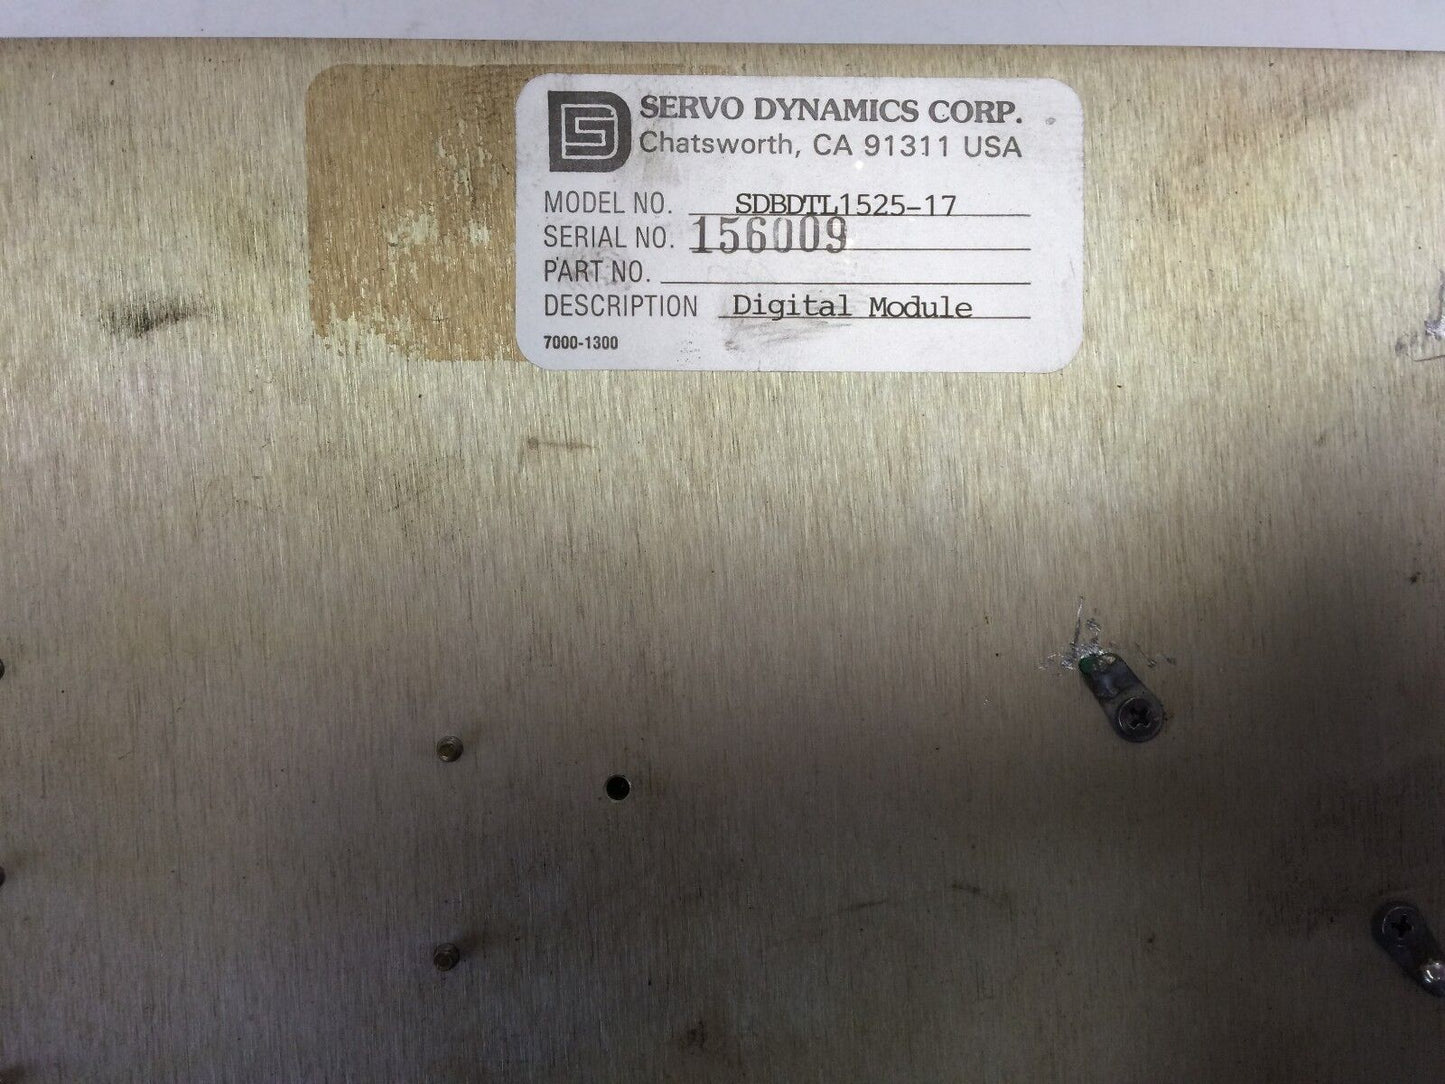 SERVO DYNAMICS CORP.
Chatsworth, CA 91311 USA
MODEL NO. SDBDTL1525-17
SERIAL NO. 156009
PART NO.
DESCRIPTION Digital Module
7000-1300